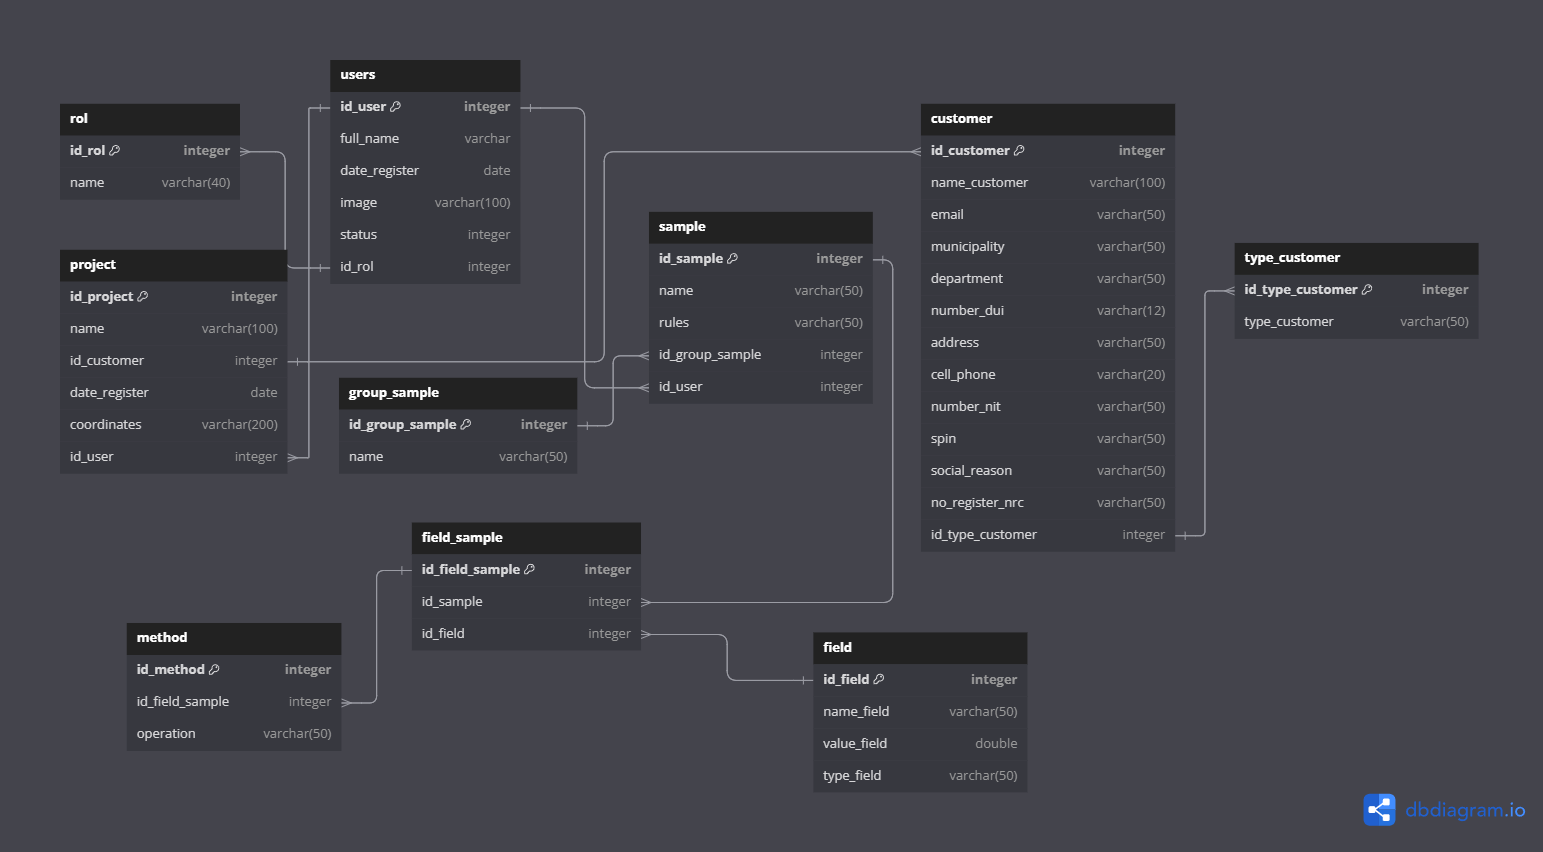 users
id_user integer
full_name varchar
date_register date
image varchar(100)
status integer
id_rol integer
rol
id_rol integer
name varchar(40)
customer
id_customer integer
name_customer varchar(100)
email varchar(50)
municipality varchar(50)
department varchar(50)
number_dui varchar(12)
address varchar(50)
cell_phone varchar(20)
number_nit varchar(50)
spin varchar(50)
social_reason varchar(50)
no_register_nrc varchar(50)
id_type_customer integer
sample
id_sample integer
name varchar(50)
rules varchar(50)
id_group_sample integer
id_user integer
type_customer
id_type_customer integer
type_customer varchar(50)
project
id_project integer
name varchar(100)
id_customer integer
date_register date
coordinates varchar(200)
id_user integer
group_sample
id_group_sample integer
name varchar(50)
field_sample
id_field_sample integer
id_sample integer
id_field integer
method
id_method integer
id_field_sample integer
operation varchar(50)
field
id_field integer
name_field varchar(50)
value_field double
type_field varchar(50)
dbdiagram.io